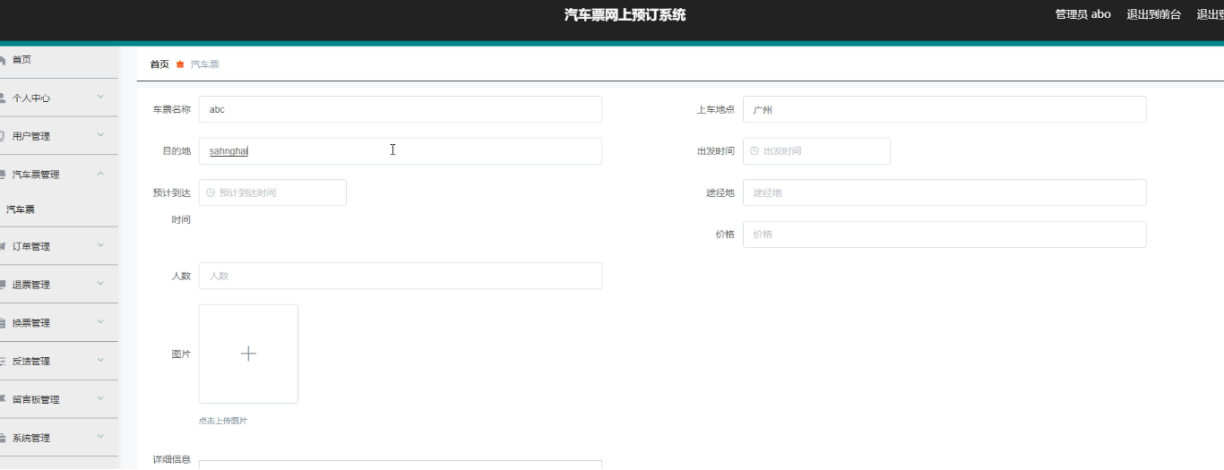 汽车票网上预订系统
管理员 abo 退出到前台
首页
个人中心
用户管理
汽车票管理
汽车票
订单管理
退票管理
换票管理
反馈管理
留言板管理
系统管理
首页 汽车票
车票名称 abc
上车地点 广州
目的地 sahnghai
出发时间 出发时间
预计到达时间 预计到达时间
途径地 途径地
价格 价格
人数 人数
图片
点击上传图片
详细信息